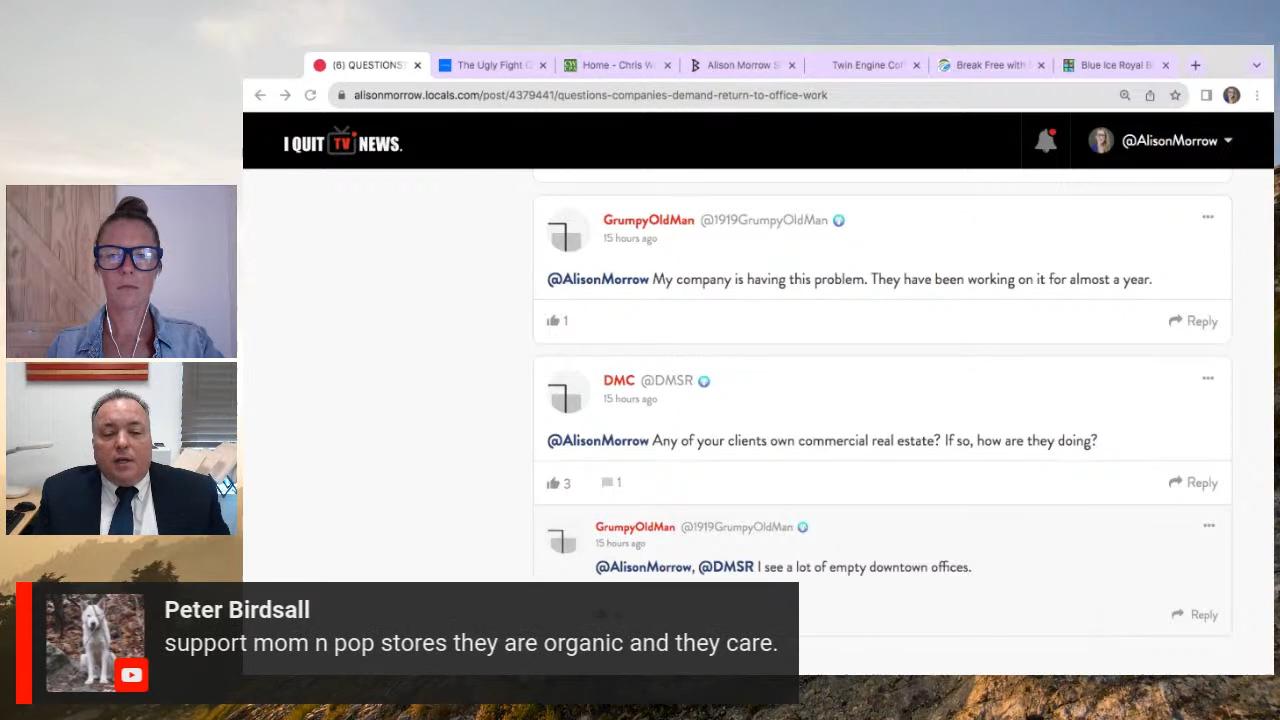 (6) QUESTIONS
The Ugly Fight
Home - Chris W
Alison Morrow S
Twin Engine Cof
Break Free with
Blue Ice Royal B
alisonmorrow.locals.com/post/4379441/questions-companies-demand-return-to-office-work
I QUIT TV NEWS.
@AlisonMorrow
GrumpyOldMan @1919GrumpyOldMan
15 hours ago
@AlisonMorrow My company is having this problem. They have been working on it for almost a year.
1
Reply
DMC @DMSR
15 hours ago
@AlisonMorrow Any of your clients own commercial real estate? If so, how are they doing?
3 1
Reply
GrumpyOldMan @1919GrumpyOldMan
15 hours ago
@AlisonMorrow, @DMSR I see a lot of empty downtown offices.
Reply
Peter Birdsall
support mom n pop stores they are organic and they care.